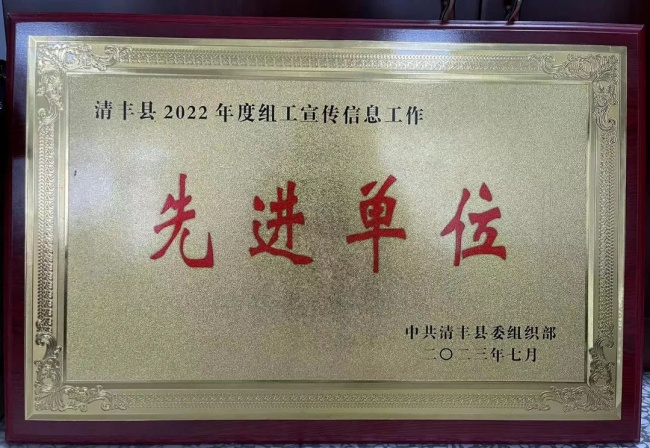 清丰县2022年度组工宣传信息工作
先进单位
中共清丰县委组织部
二〇二三年七月